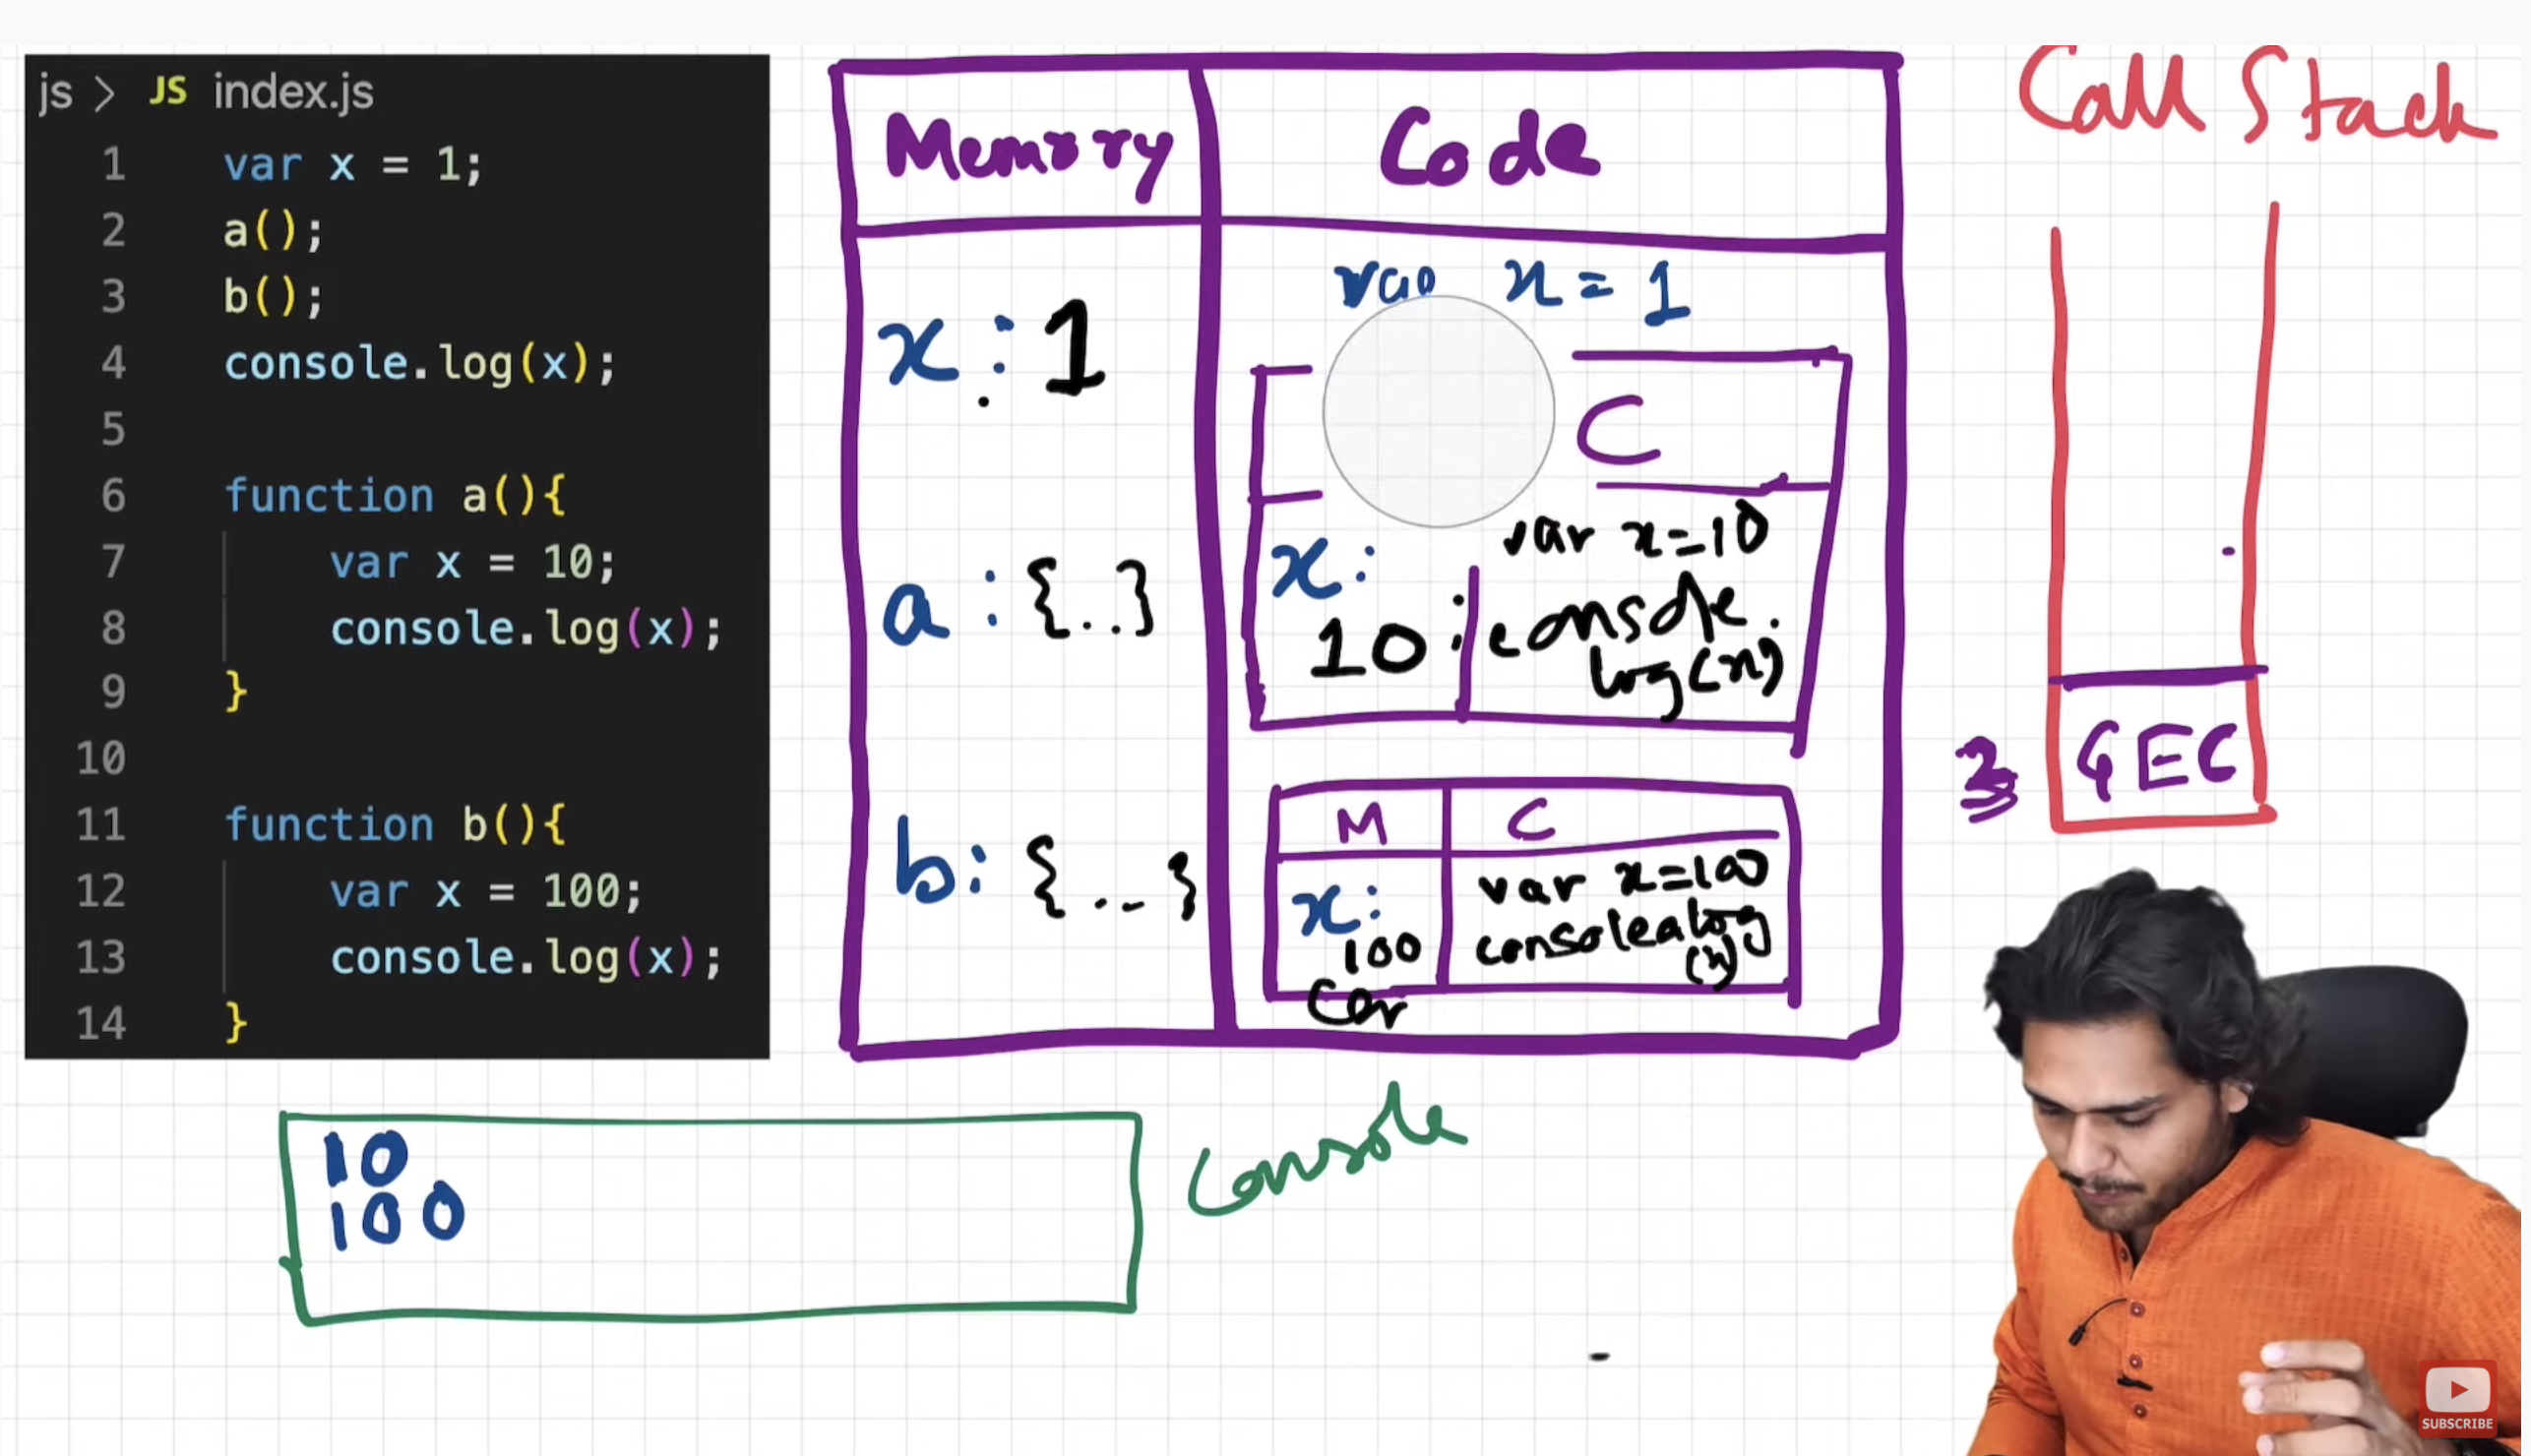 js > JS index.js
1 var x = 1;
2 a();
3 b();
4 console.log(x);
5
6 function a(){
7 var x = 10;
8 console.log(x);
9 }
10
11 function b(){
12 var x = 100;
13 console.log(x);
14 }
Memory
Code
x : 1
a : {..}
b: {..}
var x = 1
C
x:
10
var x=10
console.
log(x)
M
C
x:
100
var x=100
console.log
(x)
Con
Call Stack
GEC
10
100
Console
SUBSCRIBE